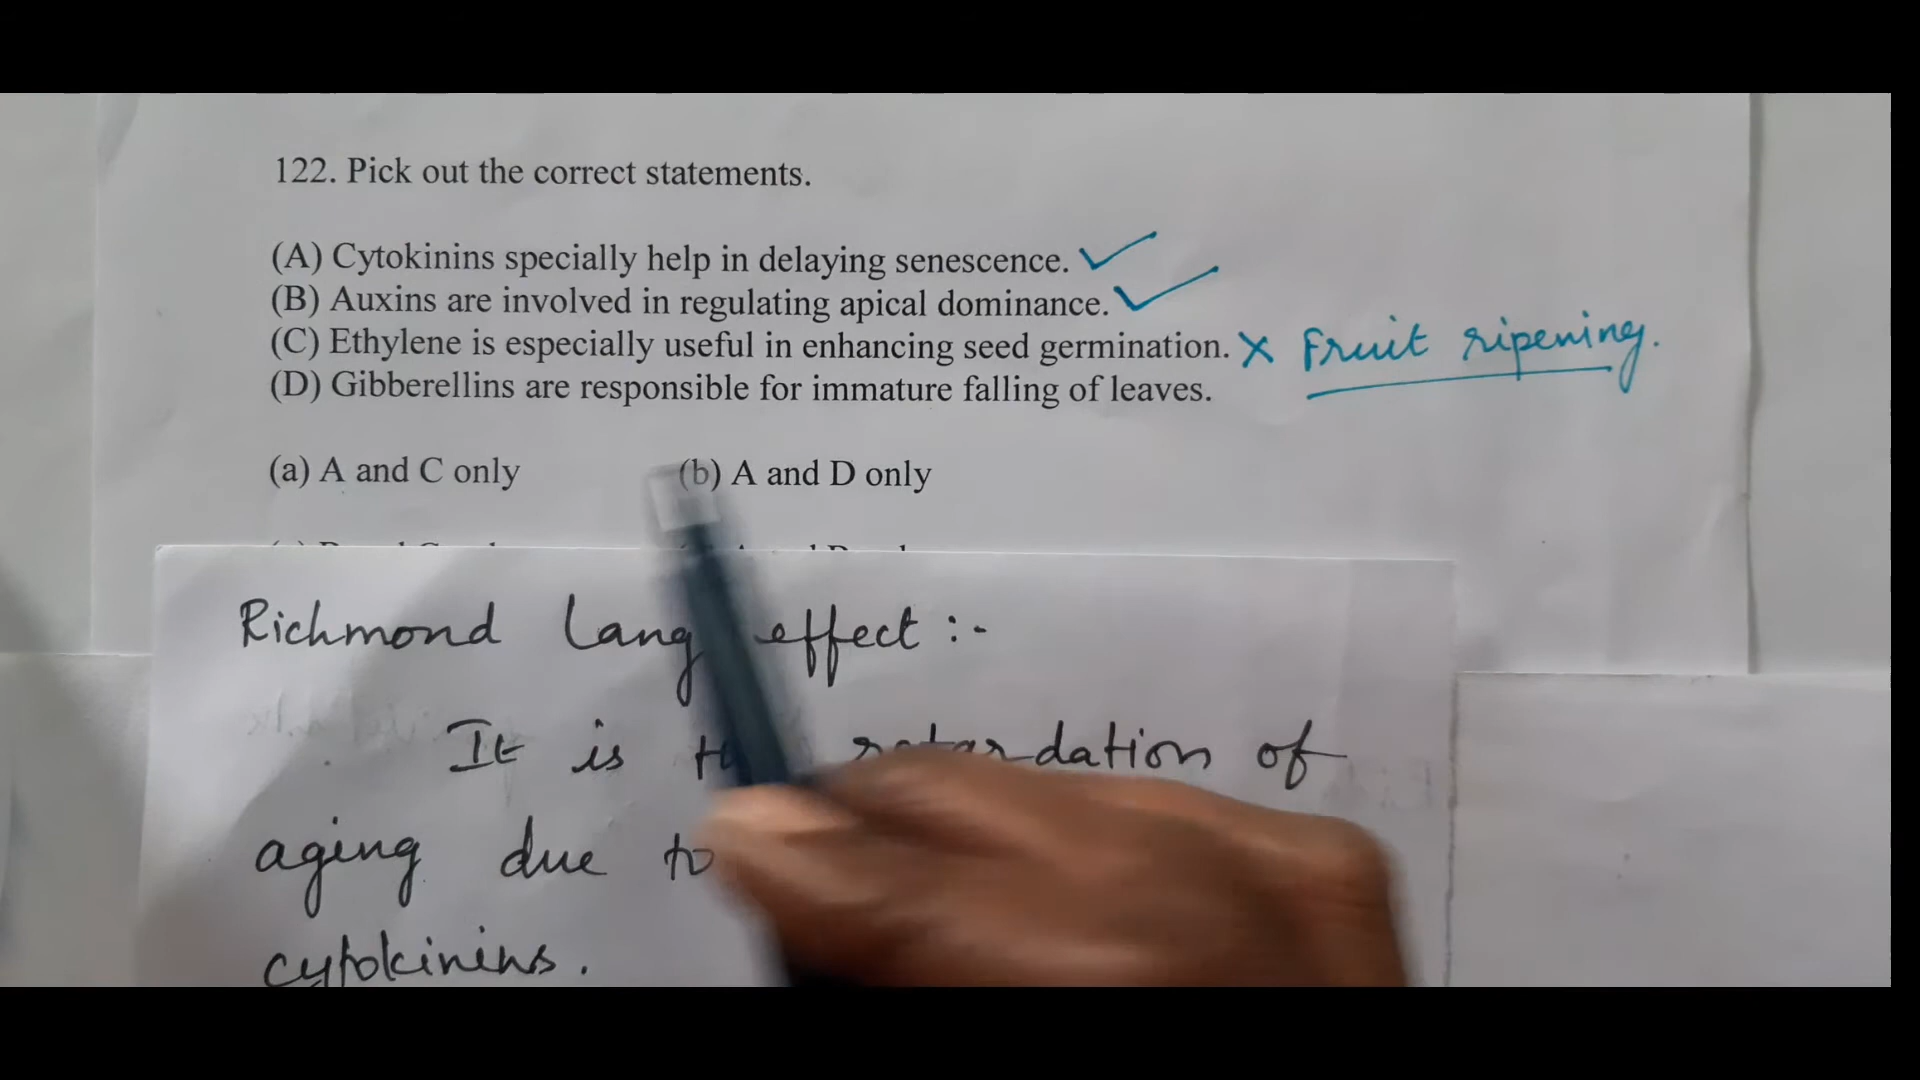 122. Pick out the correct statements.
(A) Cytokinins specially help in delaying senescence.
(B) Auxins are involved in regulating apical dominance.
(C) Ethylene is especially useful in enhancing seed germination. X Fruit ripening.
(D) Gibberellins are responsible for immature falling of leaves.
(a) A and C only (b) A and D only
Richmond Lang effect :-
It is retardation of
aging due to
cytokinins.